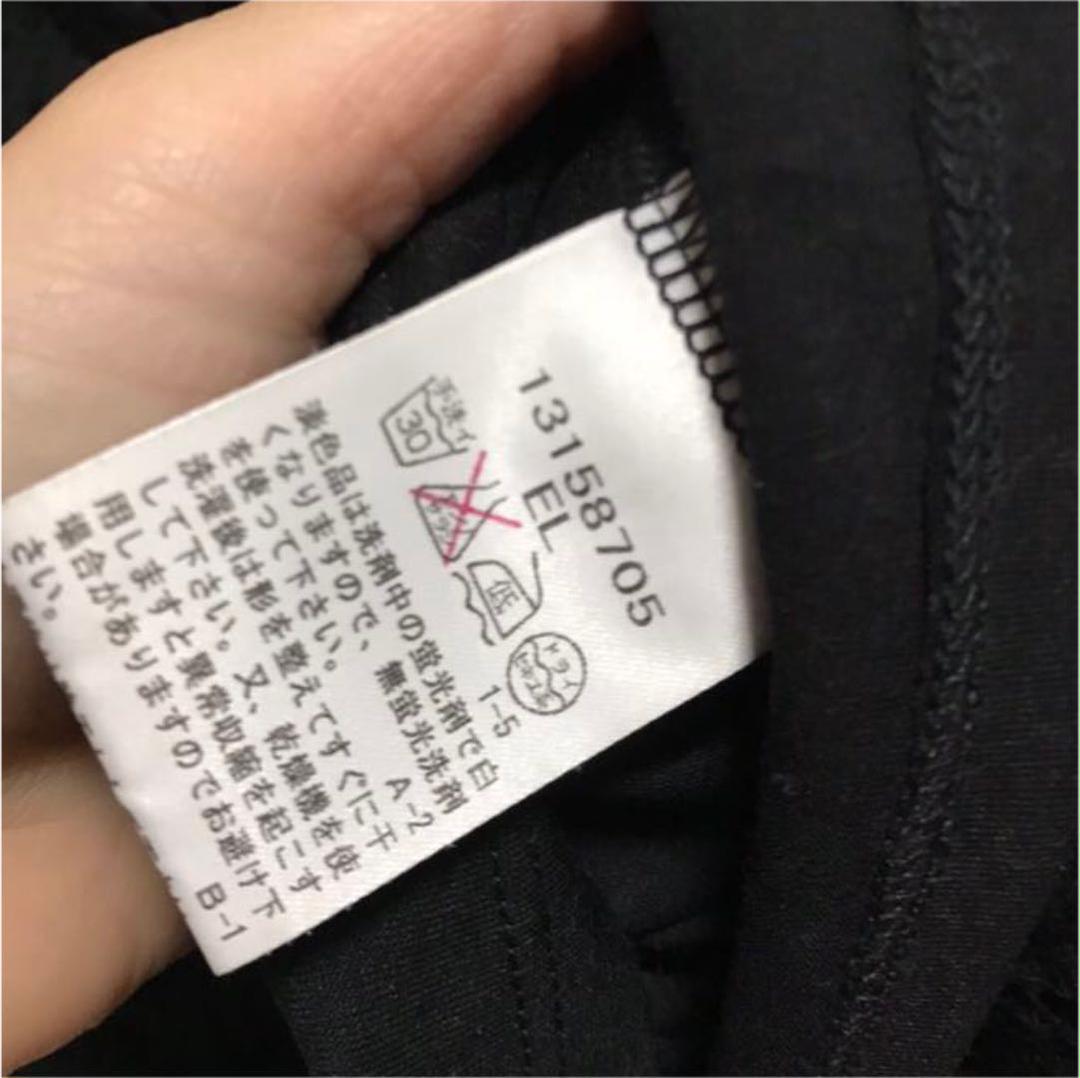 13158705
EL
手洗イ
30
低
ドライ
セキユ系
1-5
淡色品は洗剤中の蛍光剤で白
くなりますので、無蛍光洗剤
を使って下さい。 A-2
洗濯後は形を整えてすぐに干
して下さい。又、乾燥機を使
用しますと異常収縮を起こす
場合がありますのでお避け下
さい。 B-1